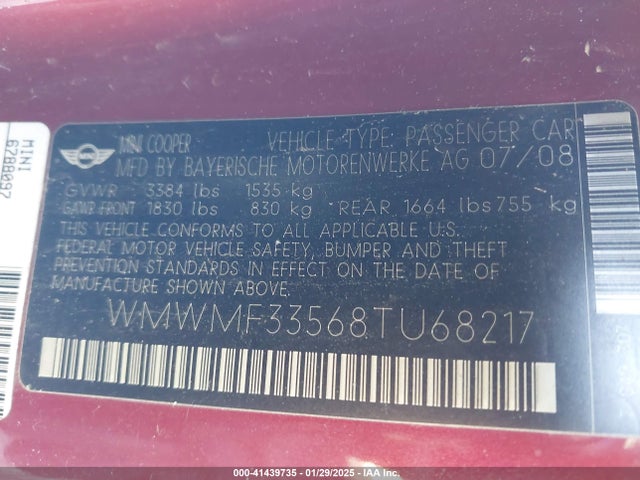 MINI
6788097
MINI COOPER VEHICLE TYPE: PASSENGER CAR
MFD BY BAYERISCHE MOTORENWERKE AG 07/08
GVWR 3384 lbs 1535 kg
GAWR FRONT 1830 lbs 830 kg REAR 1664 lbs 755 kg
THIS VEHICLE CONFORMS TO ALL APPLICABLE U.S.
FEDERAL MOTOR VEHICLE SAFETY, BUMPER AND THEFT
PREVENTION STANDARDS IN EFFECT ON THE DATE OF
MANUFACTURE SHOWN ABOVE.
WMWMF33568TU68217
000-41439735 - 01/29/2025 - IAA Inc.